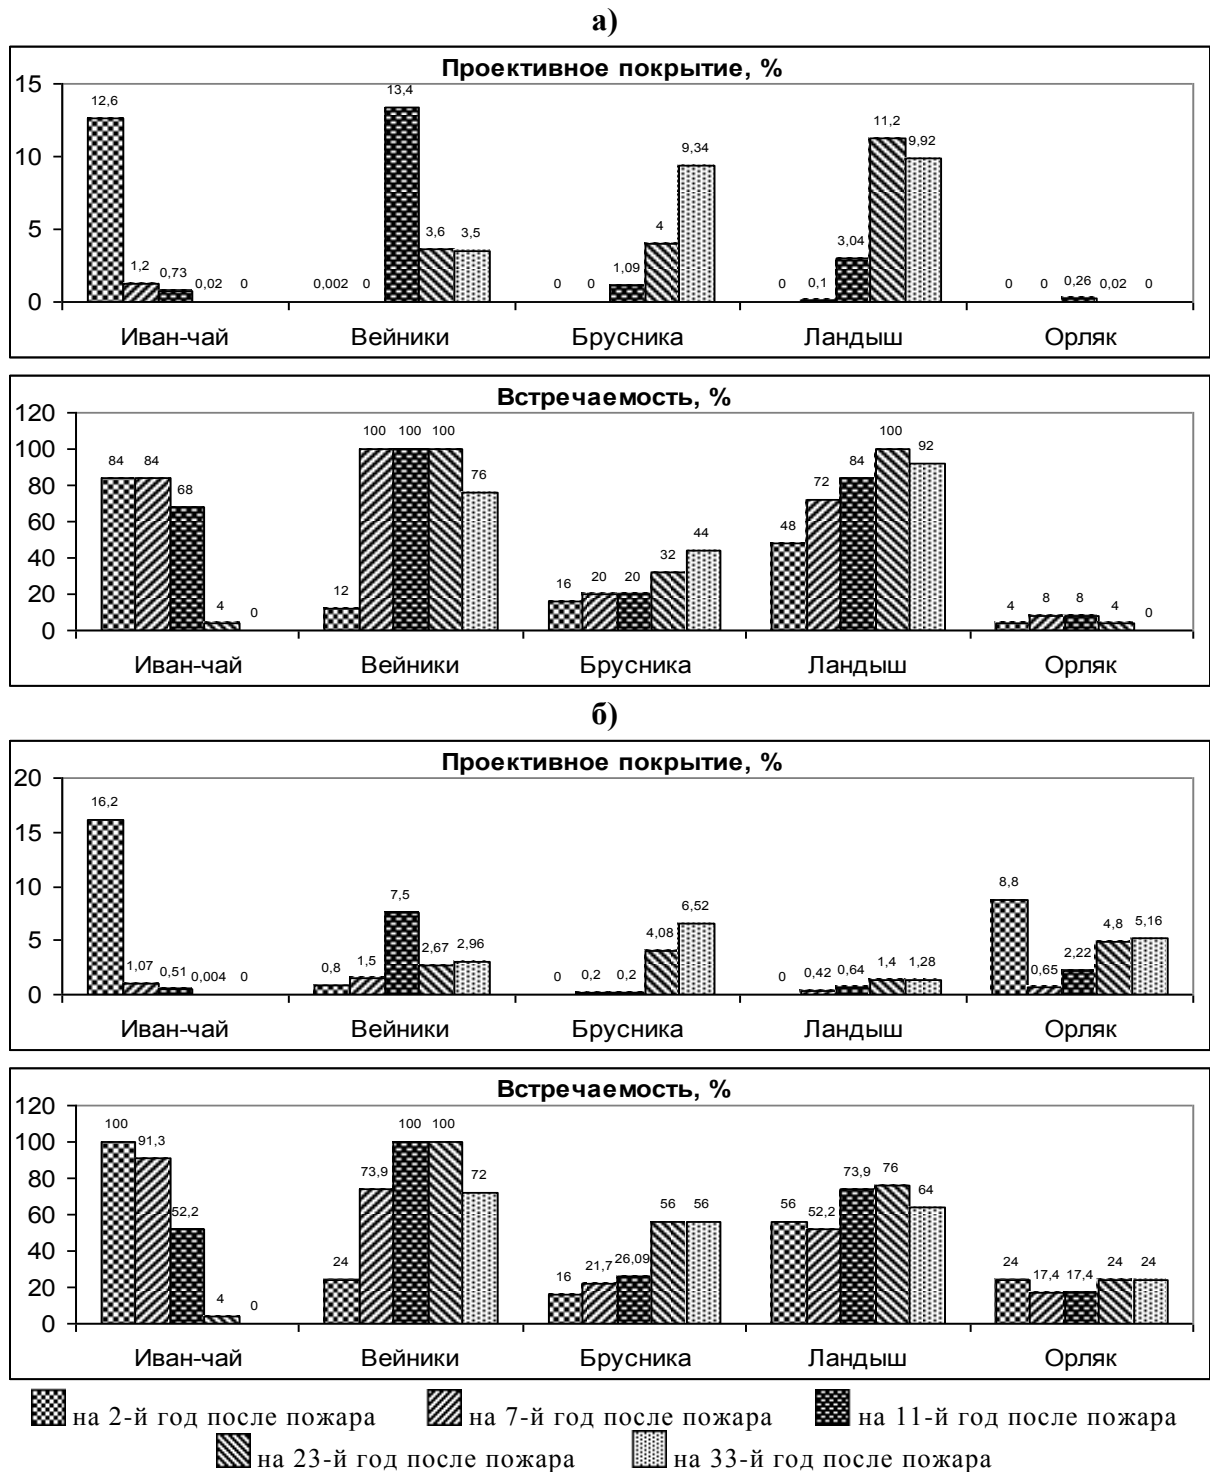 а)
Проективное покрытие, %
15
10
5
0
12,6 1,2 0,73 0,02 0
0,002 0 13,4 3,6 3,5
0 0 1,09 4 9,34
0 0,1 3,04 11,2 9,92
0 0 0,26 0,02 0
Иван-чай Вейники Брусника Ландыш Орляк
Встречаемость, %
120
100
80
60
40
20
0
84 84 68 4 0
12 100 100 100 76
16 20 20 32 44
48 72 84 100 92
4 8 8 4 0
Иван-чай Вейники Брусника Ландыш Орляк
б)
Проективное покрытие, %
20
15
10
5
0
16,2 1,07 0,51 0,004 0
0,8 1,5 7,5 2,67 2,96
0 0,2 0,2 4,08 6,52
0 0,42 0,64 1,4 1,28
8,8 0,65 2,22 4,8 5,16
Иван-чай Вейники Брусника Ландыш Орляк
Встречаемость, %
120
100
80
60
40
20
0
100 91,3 52,2 4 0
24 73,9 100 100 72
16 21,7 26,09 56 56
56 52,2 73,9 76 64
24 17,4 17,4 24 24
Иван-чай Вейники Брусника Ландыш Орляк
на 2-й год после пожара на 7-й год после пожара на 11-й год после пожара
на 23-й год после пожара на 33-й год после пожара